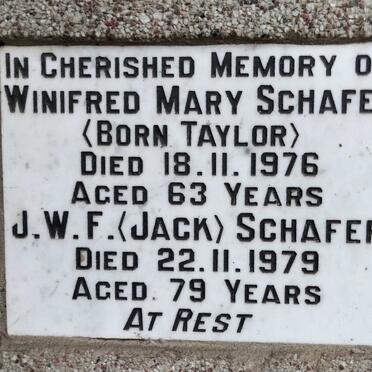 IN CHERISHED MEMORY O
WINIFRED MARY SCHAFE
(BORN TAYLOR)
DIED 18.11.1976
AGED 63 YEARS
J.W.F. (JACK) SCHAFER
DIED 22.11.1979
AGED 79 YEARS
AT REST